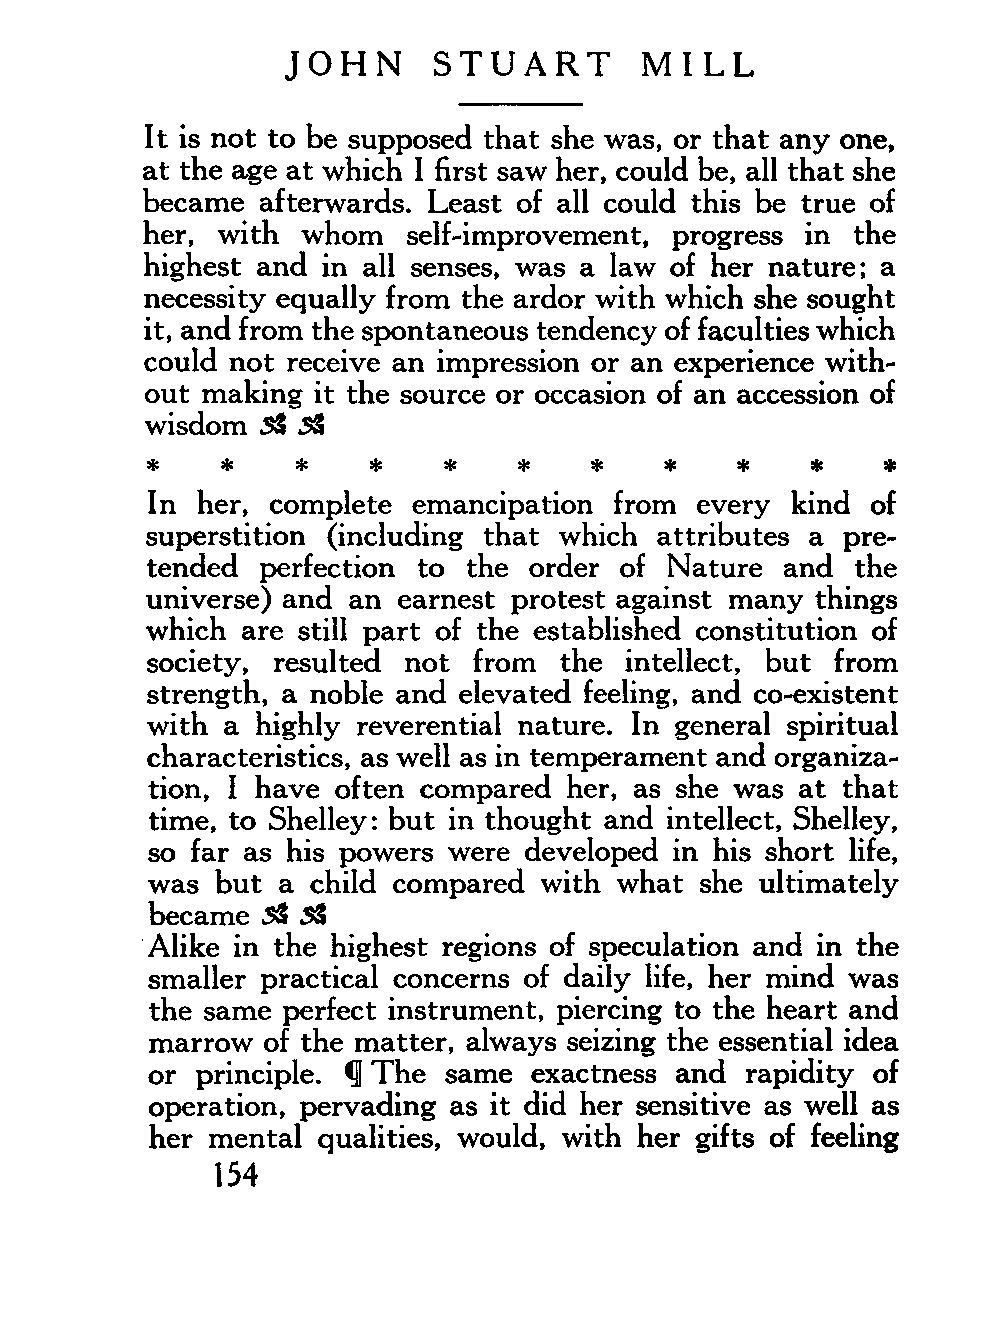 JOHN STUART MILL
It is not to be supposed that she was, or that any one,
at the age at which I first saw her, could be, all that she
became afterwards. Least of all could this be true of
her, with whom self-improvement, progress in the
highest and in all senses, was a law of her nature; a
necessity equally from the ardor with which she sought
it, and from the spontaneous tendency of faculties which
could not receive an impression or an experience with-
out making it the source or occasion of an accession of
wisdom
* * * * * * * * * * *
In her, complete emancipation from every kind of
superstition (including that which attributes a pre-
tended perfection to the order of Nature and the
universe) and an earnest protest against many things
which are still part of the established constitution of
society, resulted not from the intellect, but from
strength, a noble and elevated feeling, and co-existent
with a highly reverential nature. In general spiritual
characteristics, as well as in temperament and organiza-
tion, I have often compared her, as she was at that
time, to Shelley: but in thought and intellect, Shelley,
so far as his powers were developed in his short life,
was but a child compared with what she ultimately
became
Alike in the highest regions of speculation and in the
smaller practical concerns of daily life, her mind was
the same perfect instrument, piercing to the heart and
marrow of the matter, always seizing the essential idea
or principle. ¶ The same exactness and rapidity of
operation, pervading as it did her sensitive as well as
her mental qualities, would, with her gifts of feeling
154